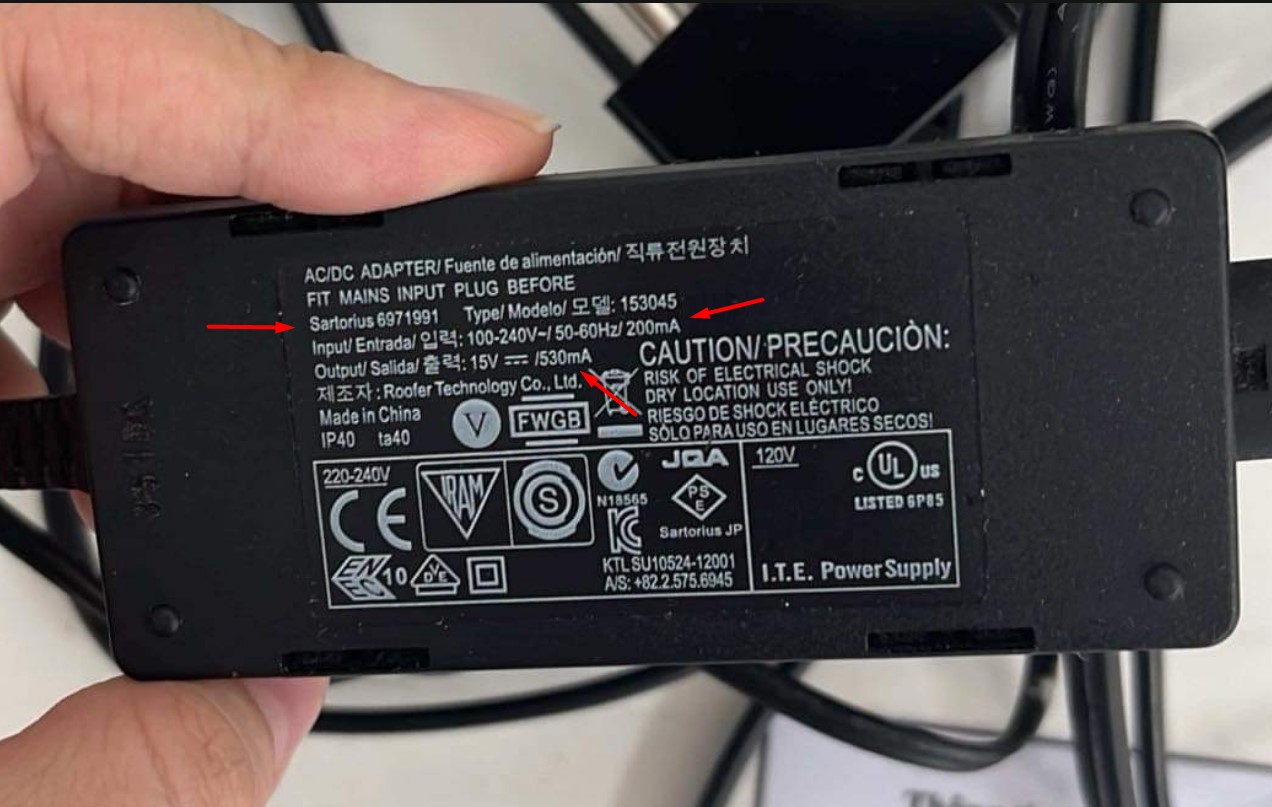 AC/DC ADAPTER/ Fuente de alimentación/ 직류전원장치
FIT MAINS INPUT PLUG BEFORE
Sartorius 6971991 Type/ Modelo/ 모델: 153045
Input/ Entrada/ 입력: 100-240V~/ 50-60Hz/ 200mA
Output/ Salida/ 출력: 15V ⎓ /530mA
제조자 : Roofer Technology Co., Ltd.
Made in China
IP40 ta40
V
FWGB
CAUTION/ PRECAUCIÒN:
RISK OF ELECTRICAL SHOCK
DRY LOCATION USE ONLY!
RIESGO DE SHOCK ELÈCTRICO
SÓLO PARA USO EN LUGARES SECOS!
220-240V
CE
IRAM
S
N18565
JQA
PS
E
Sartorius JP
EN
EC
10
DVE
KC
KTL SU10524-12001
A/S: +82.2.575.6945
120V
c UL us
LISTED 6P85
I.T.E. Power Supply